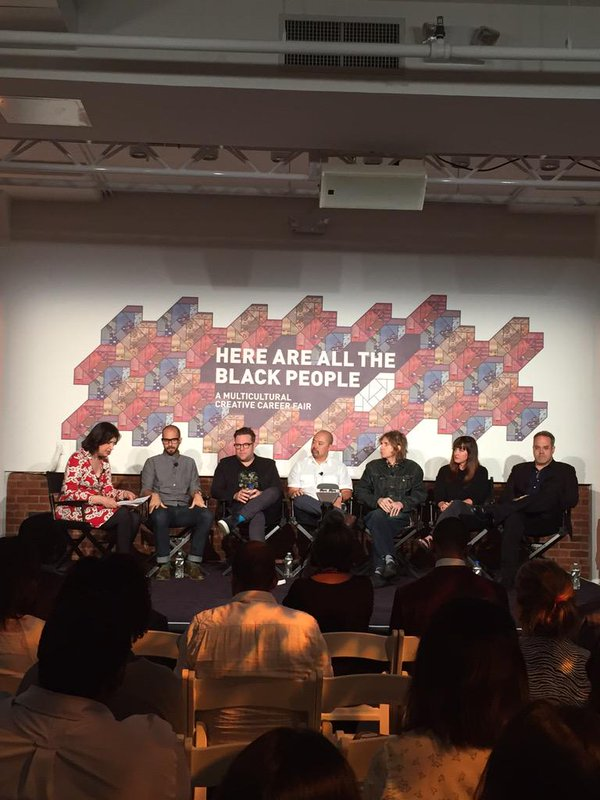 HERE ARE ALL THE
BLACK PEOPLE
A MULTICULTURAL
CREATIVE CAREER FAIR